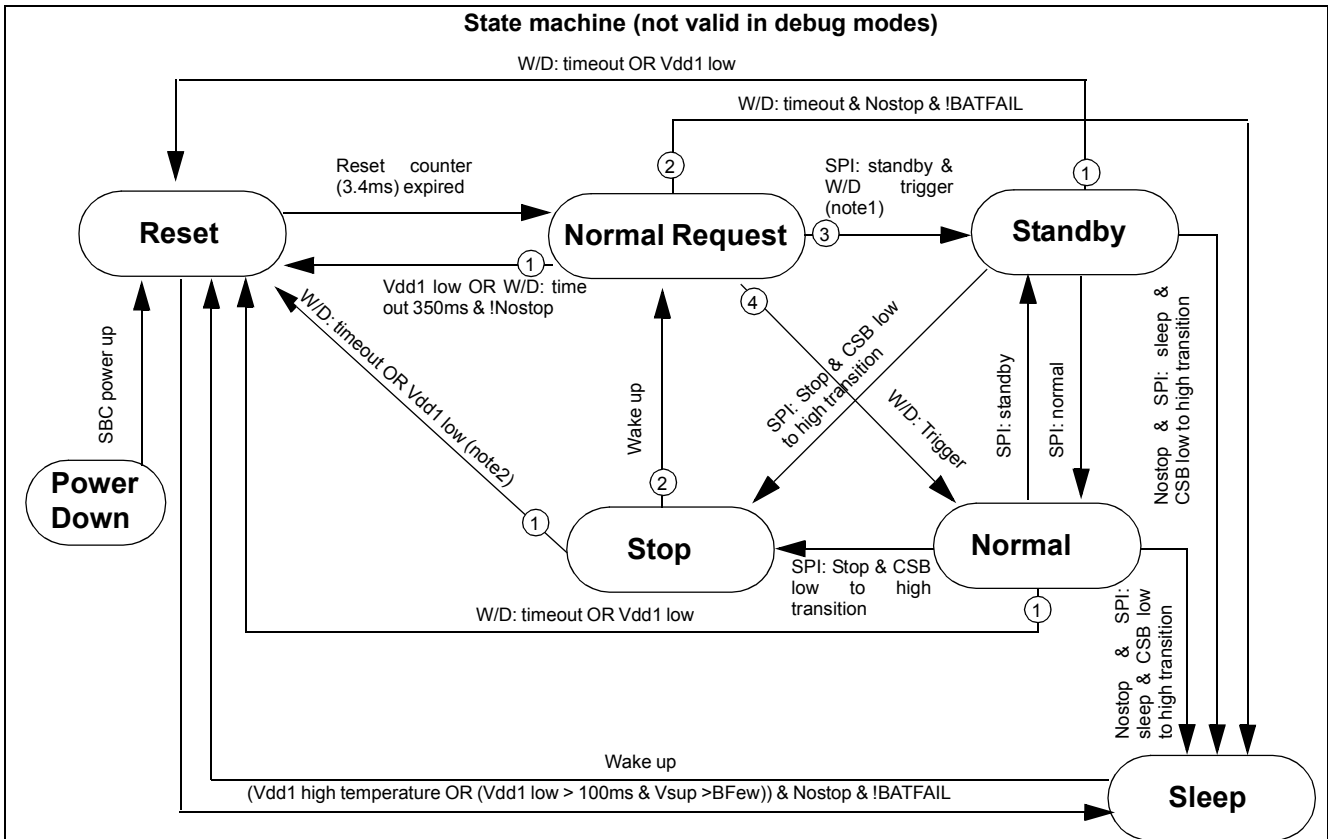 State machine (not valid in debug modes)
W/D: timeout OR Vdd1 low
W/D: timeout & Nostop & !BATFAIL
Reset counter
(3.4ms) expired
2
SPI: standby &
W/D trigger
(note1)
1
Reset
Normal Request
3
Standby
1
Vdd1 low OR W/D: time
out 350ms & !Nostop
4
W/D: timeout OR Vdd1 low (note2)
SBC power up
Wake up
SPI: Stop & CSB low
to high transition
W/D: Trigger
SPI: standby
SPI: normal
Nostop & SPI: sleep &
CSB low to high transition
Power
Down
2
1
Stop
Normal
SPI: Stop & CSB
low to high
transition
1
W/D: timeout OR Vdd1 low
Nostop & SPI:
sleep & CSB low
to high transition
Wake up
(Vdd1 high temperature OR (Vdd1 low > 100ms & Vsup >BFew)) & Nostop & !BATFAIL
Sleep